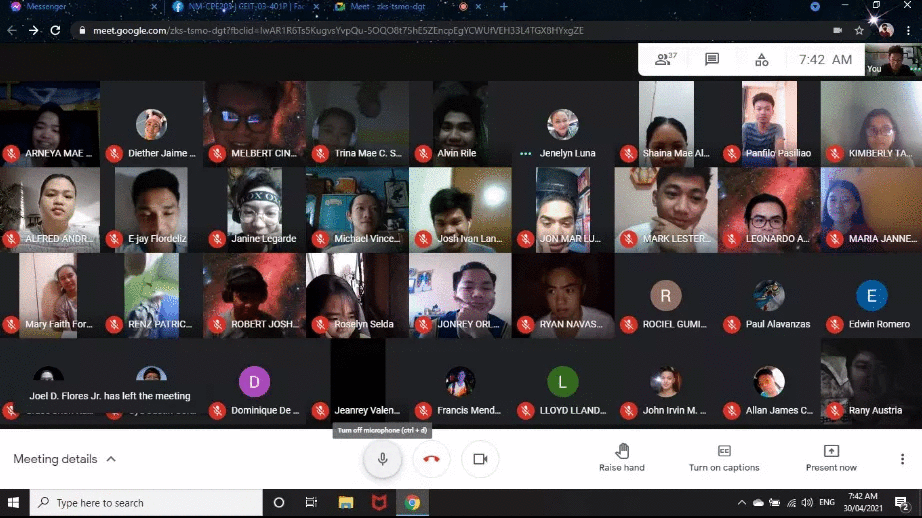 Messenger
NM-CPE205 | GEIT-03-401P | Fac
Meet - zks-tsmo-dgt
meet.google.com/zks-tsmo-dgt?fbclid=IwAR1R6Ts5KugvsYvpQu-5OQO8t75hE5ZEncpEgYCWUfVEH33L4TGX8HYxgZE
37
7:42 AM
You
ARNEYA MAE ...
Diether Jaime ...
MELBERT CIN...
Trina Mae C. S...
Alvin Rile
Jenelyn Luna
Shaina Mae Al...
Panfilo Pasiliao
KIMBERLY TA...
ALFRED ANDR...
E-jay Flordeliz
Janine Legarde
Michael Vince...
Josh Ivan Lan...
JON MAR LU...
MARK LESTER...
LEONARDO A...
MARIA JANNE...
Mary Faith For...
RENZ PATRIC...
ROBERT JOSH...
Roselyn Selda
JONREY ORL...
RYAN NAVAS...
R
ROCIEL GUMI...
Paul Alavanzas
E
Edwin Romero
Joel D. Flores Jr. has left the meeting
D
Dominique De ...
Jeanrey Valen...
Francis Mend...
L
LLOYD LLAND...
John Irvin M. ...
Allan James C...
Rany Austria
Turn off microphone (ctrl + d)
Meeting details
Raise hand
CC
Turn on captions
Present now
Type here to search
ENG
7:42 AM
30/04/2021
2